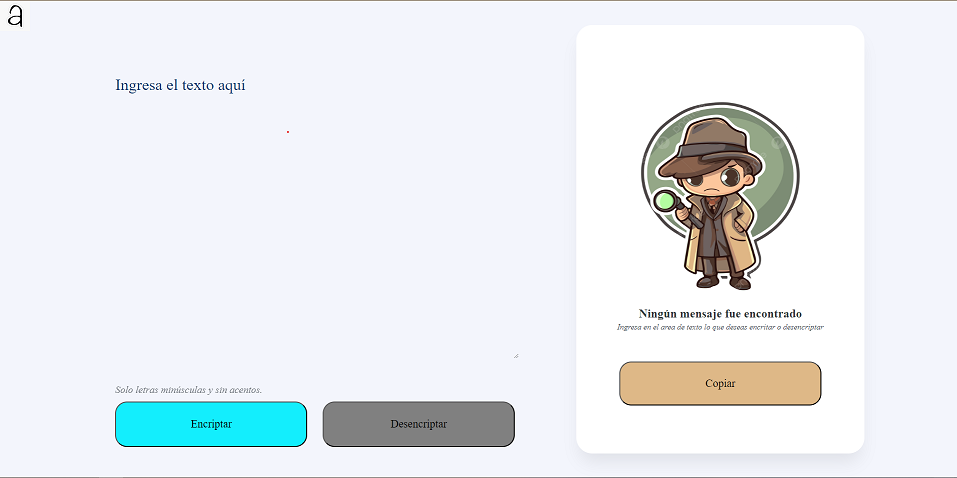 a
Ingresa el texto aquí
Solo letras minúsculas y sin acentos.
Encriptar
Desencriptar
Ningún mensaje fue encontrado
Ingresa en el area de texto lo que deseas encritar o desencriptar
Copiar